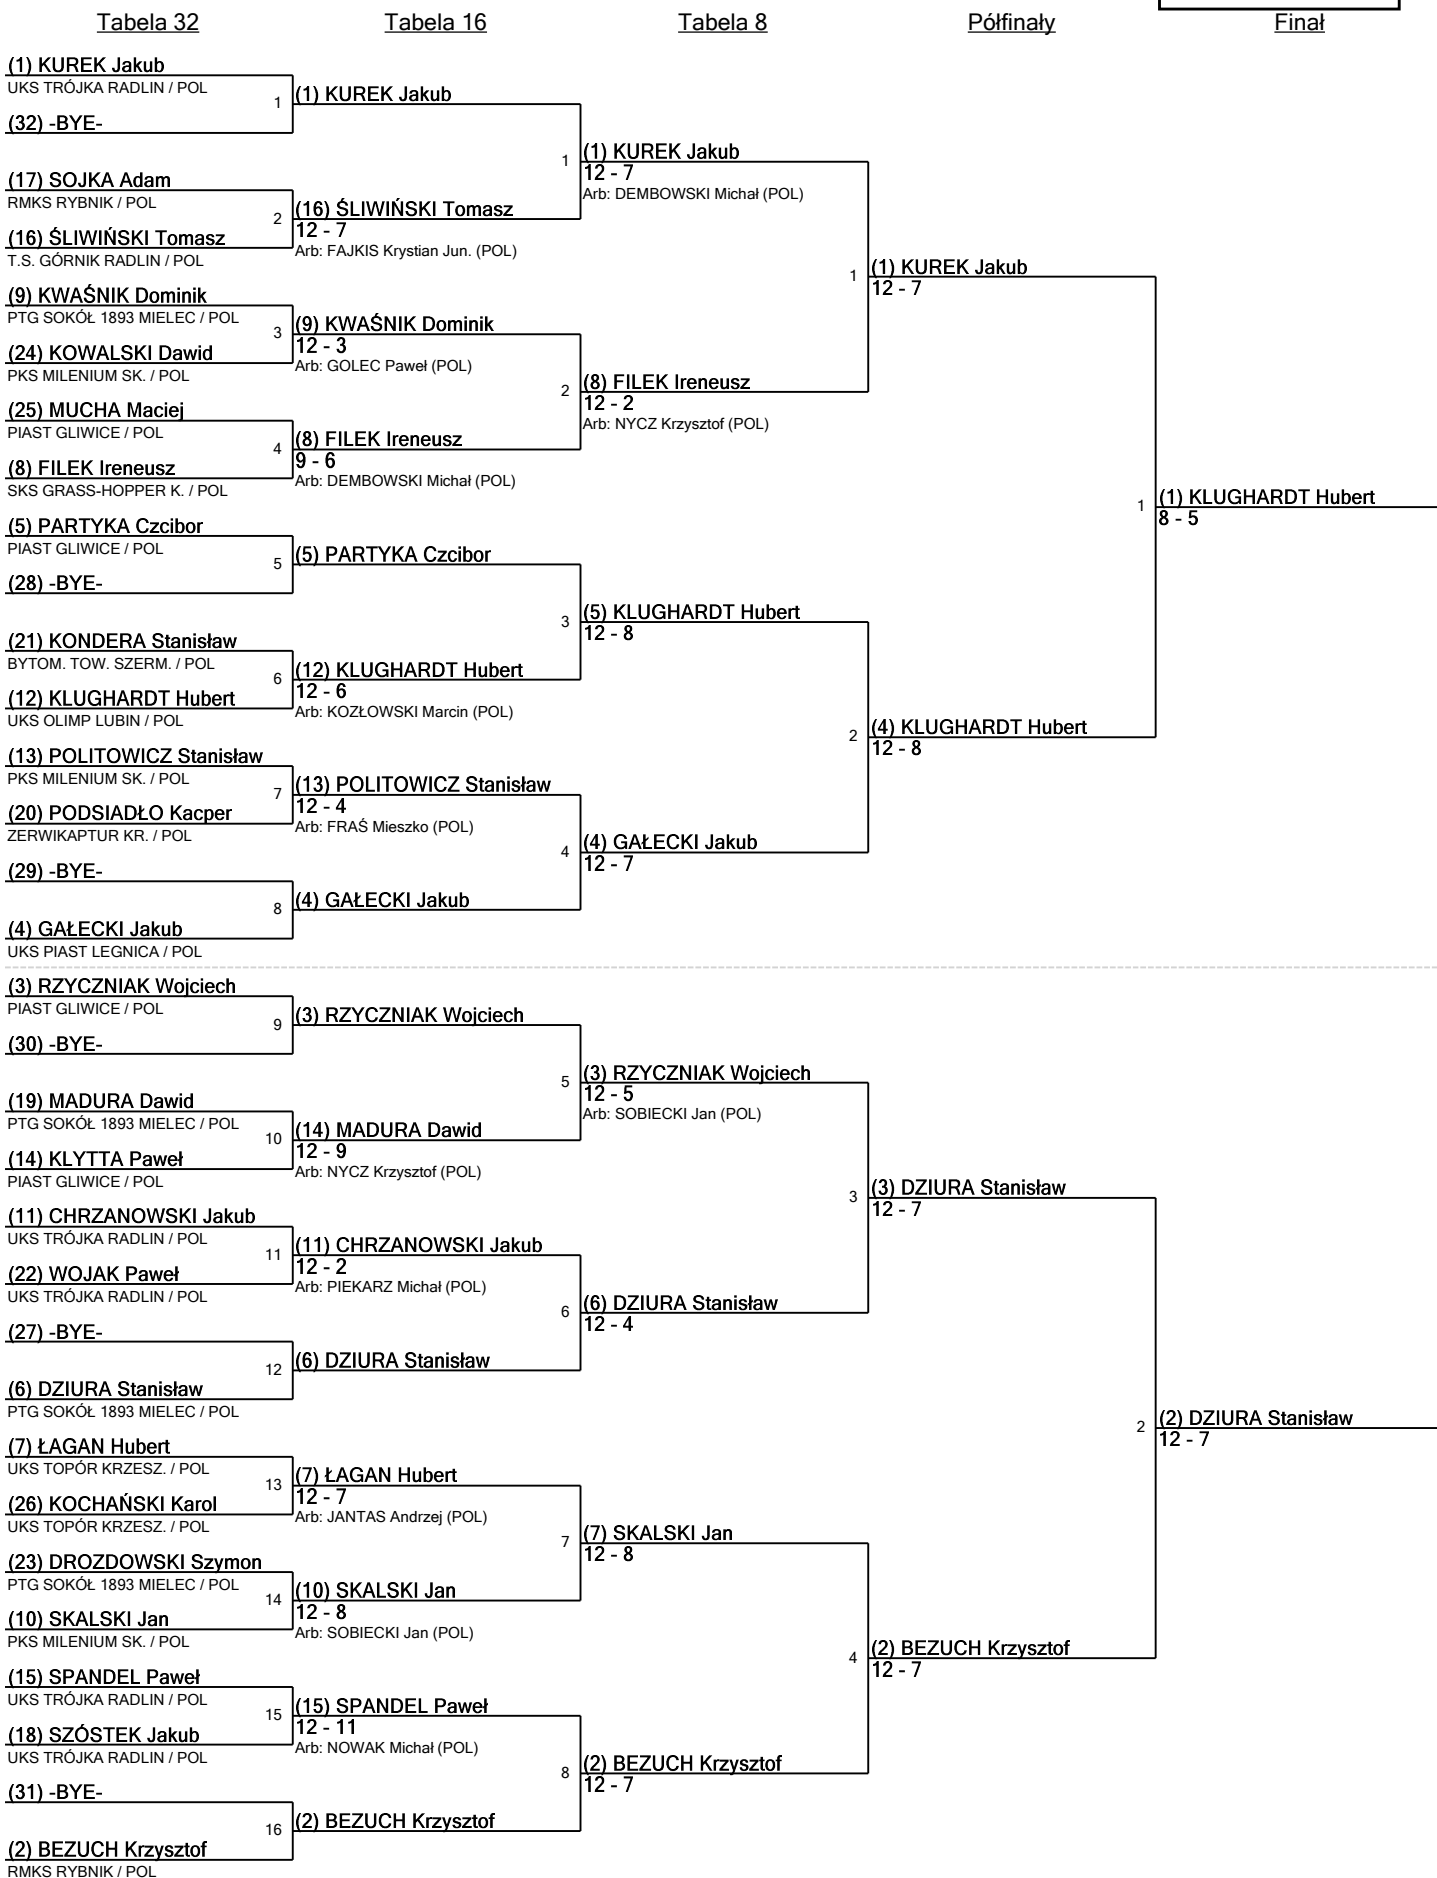 Tabela 32
Tabela 16
Tabela 8
Półfinały
Finał
(1) KUREK Jakub
UKS TRÓJKA RADLIN / POL
1
(32) -BYE-
(17) SOJKA Adam
RMKS RYBNIK / POL
2
(16) ŚLIWIŃSKI Tomasz
T.S. GÓRNIK RADLIN / POL
(9) KWAŚNIK Dominik
PTG SOKÓŁ 1893 MIELEC / POL
3
(24) KOWALSKI Dawid
PKS MILENIUM SK. / POL
(25) MUCHA Maciej
PIAST GLIWICE / POL
4
(8) FILEK Ireneusz
SKS GRASS-HOPPER K. / POL
(5) PARTYKA Czcibor
PIAST GLIWICE / POL
5
(28) -BYE-
(21) KONDERA Stanisław
BYTOM. TOW. SZERM. / POL
6
(12) KLUGHARDT Hubert
UKS OLIMP LUBIN / POL
(13) POLITOWICZ Stanisław
PKS MILENIUM SK. / POL
7
(20) PODSIADŁO Kacper
ZERWIKAPTUR KR. / POL
(29) -BYE-
8
(4) GAŁECKI Jakub
UKS PIAST LEGNICA / POL
(3) RZYCZNIAK Wojciech
PIAST GLIWICE / POL
9
(30) -BYE-
(19) MADURA Dawid
PTG SOKÓŁ 1893 MIELEC / POL
10
(14) KLYTTA Paweł
PIAST GLIWICE / POL
(11) CHRZANOWSKI Jakub
UKS TRÓJKA RADLIN / POL
11
(22) WOJAK Paweł
UKS TRÓJKA RADLIN / POL
(27) -BYE-
12
(6) DZIURA Stanisław
PTG SOKÓŁ 1893 MIELEC / POL
(7) ŁAGAN Hubert
UKS TOPÓR KRZESZ. / POL
13
(26) KOCHAŃSKI Karol
UKS TOPÓR KRZESZ. / POL
(23) DROZDOWSKI Szymon
PTG SOKÓŁ 1893 MIELEC / POL
14
(10) SKALSKI Jan
PKS MILENIUM SK. / POL
(15) SPANDEL Paweł
UKS TRÓJKA RADLIN / POL
15
(18) SZÓSTEK Jakub
UKS TRÓJKA RADLIN / POL
(31) -BYE-
16
(2) BEZUCH Krzysztof
RMKS RYBNIK / POL
(1) KUREK Jakub
1
(16) ŚLIWIŃSKI Tomasz
12 - 7
Arb: FAJKIS Krystian Jun. (POL)
(9) KWAŚNIK Dominik
12 - 3
Arb: GOLEC Paweł (POL)
2
(8) FILEK Ireneusz
9 - 6
Arb: DEMBOWSKI Michał (POL)
(5) PARTYKA Czcibor
3
(12) KLUGHARDT Hubert
12 - 6
Arb: KOZŁOWSKI Marcin (POL)
(13) POLITOWICZ Stanisław
12 - 4
Arb: FRAŚ Mieszko (POL)
4
(4) GAŁECKI Jakub
(3) RZYCZNIAK Wojciech
5
(14) MADURA Dawid
12 - 9
Arb: NYCZ Krzysztof (POL)
(11) CHRZANOWSKI Jakub
12 - 2
Arb: PIEKARZ Michał (POL)
6
(6) DZIURA Stanisław
(7) ŁAGAN Hubert
12 - 7
Arb: JANTAS Andrzej (POL)
7
(10) SKALSKI Jan
12 - 8
Arb: SOBIECKI Jan (POL)
(15) SPANDEL Paweł
12 - 11
Arb: NOWAK Michał (POL)
8
(2) BEZUCH Krzysztof
(1) KUREK Jakub
12 - 7
Arb: DEMBOWSKI Michał (POL)
1
(8) FILEK Ireneusz
12 - 2
Arb: NYCZ Krzysztof (POL)
(5) KLUGHARDT Hubert
12 - 8
2
(4) GAŁECKI Jakub
12 - 7
(3) RZYCZNIAK Wojciech
12 - 5
Arb: SOBIECKI Jan (POL)
3
(6) DZIURA Stanisław
12 - 4
(7) SKALSKI Jan
12 - 8
4
(2) BEZUCH Krzysztof
12 - 7
(1) KUREK Jakub
12 - 7
1
(4) KLUGHARDT Hubert
12 - 8
(3) DZIURA Stanisław
12 - 7
2
(2) BEZUCH Krzysztof
12 - 7
(1) KLUGHARDT Hubert
8 - 5
(2) DZIURA Stanisław
12 - 7